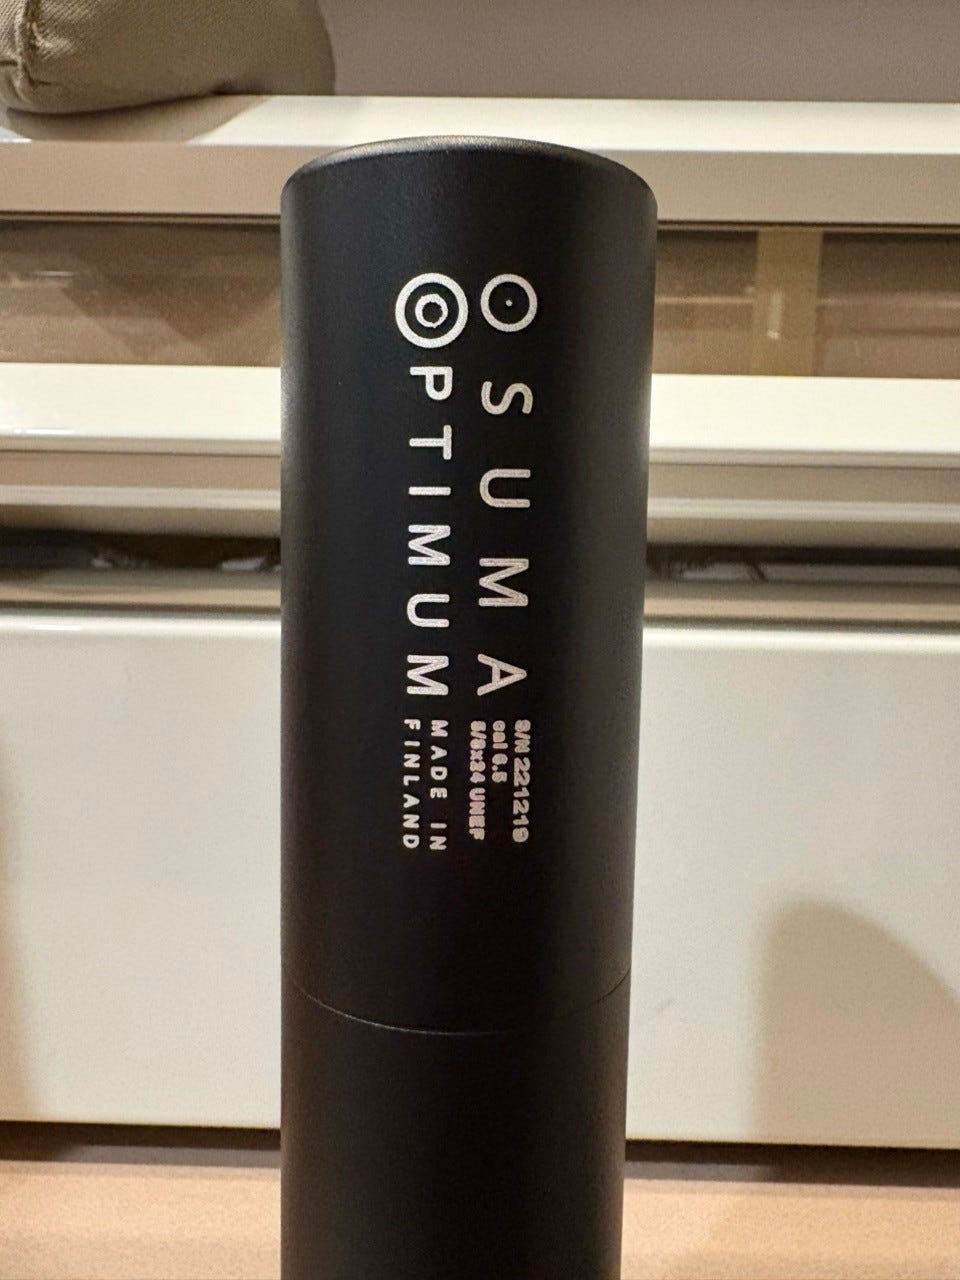 OSUMA
S/N 221219
cal 6.5
5/8x24 UNEF
OPTIMUM
MADE IN
FINLAND